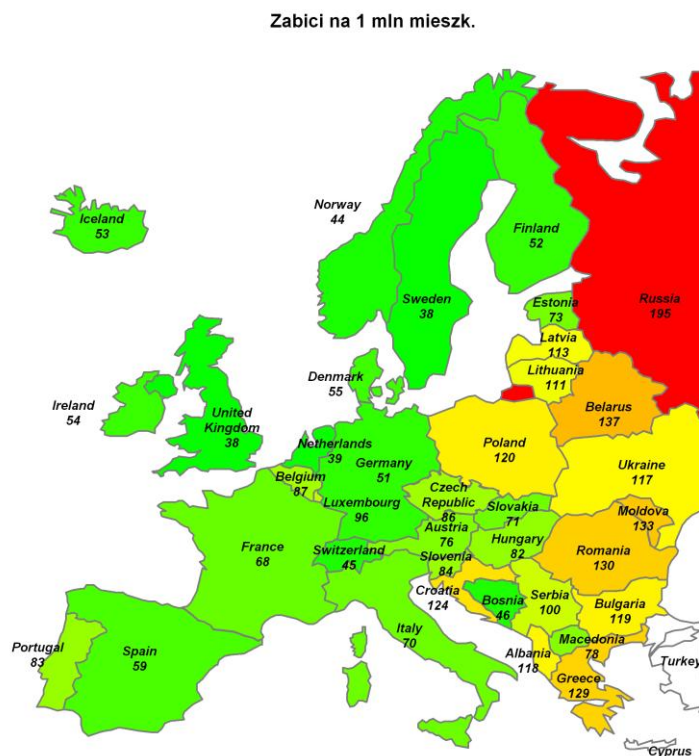 Zabici na 1 mln mieszk.
Iceland
53
Norway
44
Finland
52
Sweden
38
Russia
195
Estonia
73
Latvia
113
Lithuania
111
Denmark
55
Ireland
54
United
Kingdom
38
Belarus
137
Netherlands
39
Poland
120
Germany
51
Belgium
87
Ukraine
117
Czech
Republic
86
Luxembourg
96
Slovakia
71
Moldova
133
Austria
76
France
68
Switzerland
45
Hungary
82
Romania
130
Slovenia
84
Croatia
124
Bosnia
46
Serbia
100
Bulgaria
119
Italy
70
Macedonia
78
Portugal
83
Spain
59
Albania
118
Turkey
Greece
129
Cyprus